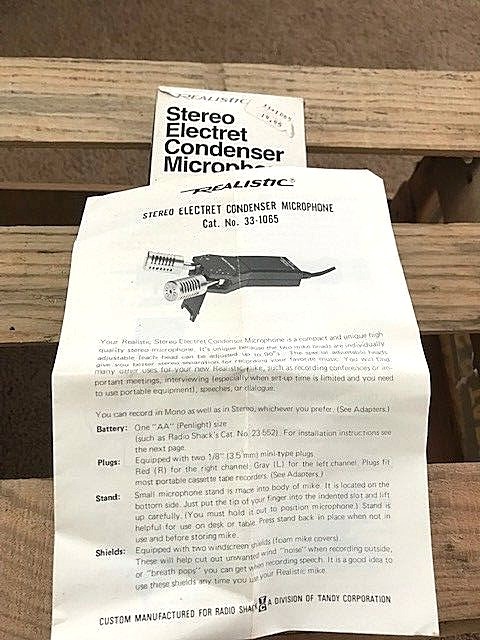 REALISTIC
33-1065
19.95
Stereo
Electret
Condenser
REALISTIC
STEREO ELECTRET CONDENSER MICROPHONE
Cat. No. 33-1065
Your Realistic Stereo Electret Condenser Microphone is a compact and unique high
quality stereo microphone. It's unique because the two mike heads are individually
adjustable (each head can be adjusted up to 90°). The special adjustable heads
give you better stereo separation for recording your favorite music. You will find
many other uses for your new Realistic mike, such as recording conferences or im-
portant meetings, interviewing (especially when set-up time is limited and you need
to use portable equipment), speeches, or dialogue.
You can record in Mono as well as in Stereo, whichever you prefer. (See Adapters.)
Battery: One "AA" (Penlight) size
(such as Radio Shack's Cat. No. 23-552). For installation instructions see
the next page.
Plugs: Equipped with two 1/8" (3.5 mm) mini-type plugs
Red (R) for the right channel; Gray (L) for the left channel. Plugs fit
most portable cassette tape recorders. (See Adapters.)
Stand: Small microphone stand is made into body of mike. It is located on the
bottom side. Just put the tip of your finger into the indented slot and lift
up carefully. (You must hold it out to position microphone.) Stand is
helpful for use on desk or table. Press stand back in place when not in
use and before storing mike.
Shields: Equipped with two windscreen shields (foam mike covers).
These will help cut out unwanted wind "noise" when recording outside,
or "breath pops" you can get when recording speech. It is a good idea to
use these shields any time you use your Realistic mike.
CUSTOM MANUFACTURED FOR RADIO SHACK TC A DIVISION OF TANDY CORPORATION